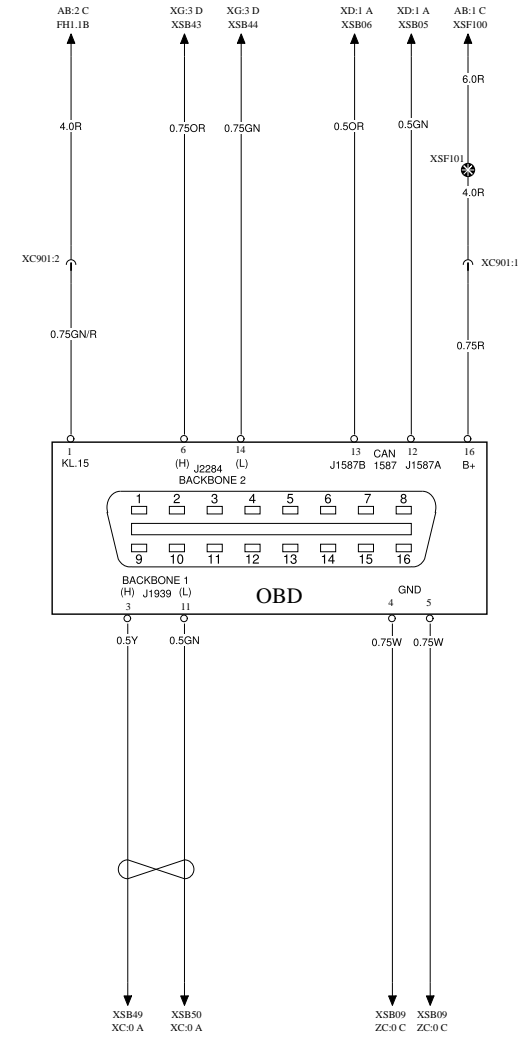 AB:2 C XG:3 D XG:3 D XD:1 A XD:1 A AB:1 C
FH1.1B XSB43 XSB44 XSB06 XSB05 XSF100
6.0R
4.0R 0.75OR 0.75GN 0.5OR 0.5GN
XSF101
4.0R
XC901:2 XC901:1
0.75GN/R 0.75R
1 6 14 13 12 16
KL.15 (H) J2284 (L) J1587B CAN 1587 J1587A B+
BACKBONE 2
1 2 3 4 5 6 7 8
9 10 11 12 13 14 15 16
BACKBONE 1
(H) J1939 (L) OBD GND
3 11 4 5
0.5Y 0.5GN 0.75W 0.75W
XSB49 XSB50 XSB09 XSB09
XC:0 A XC:0 A ZC:0 C ZC:0 C